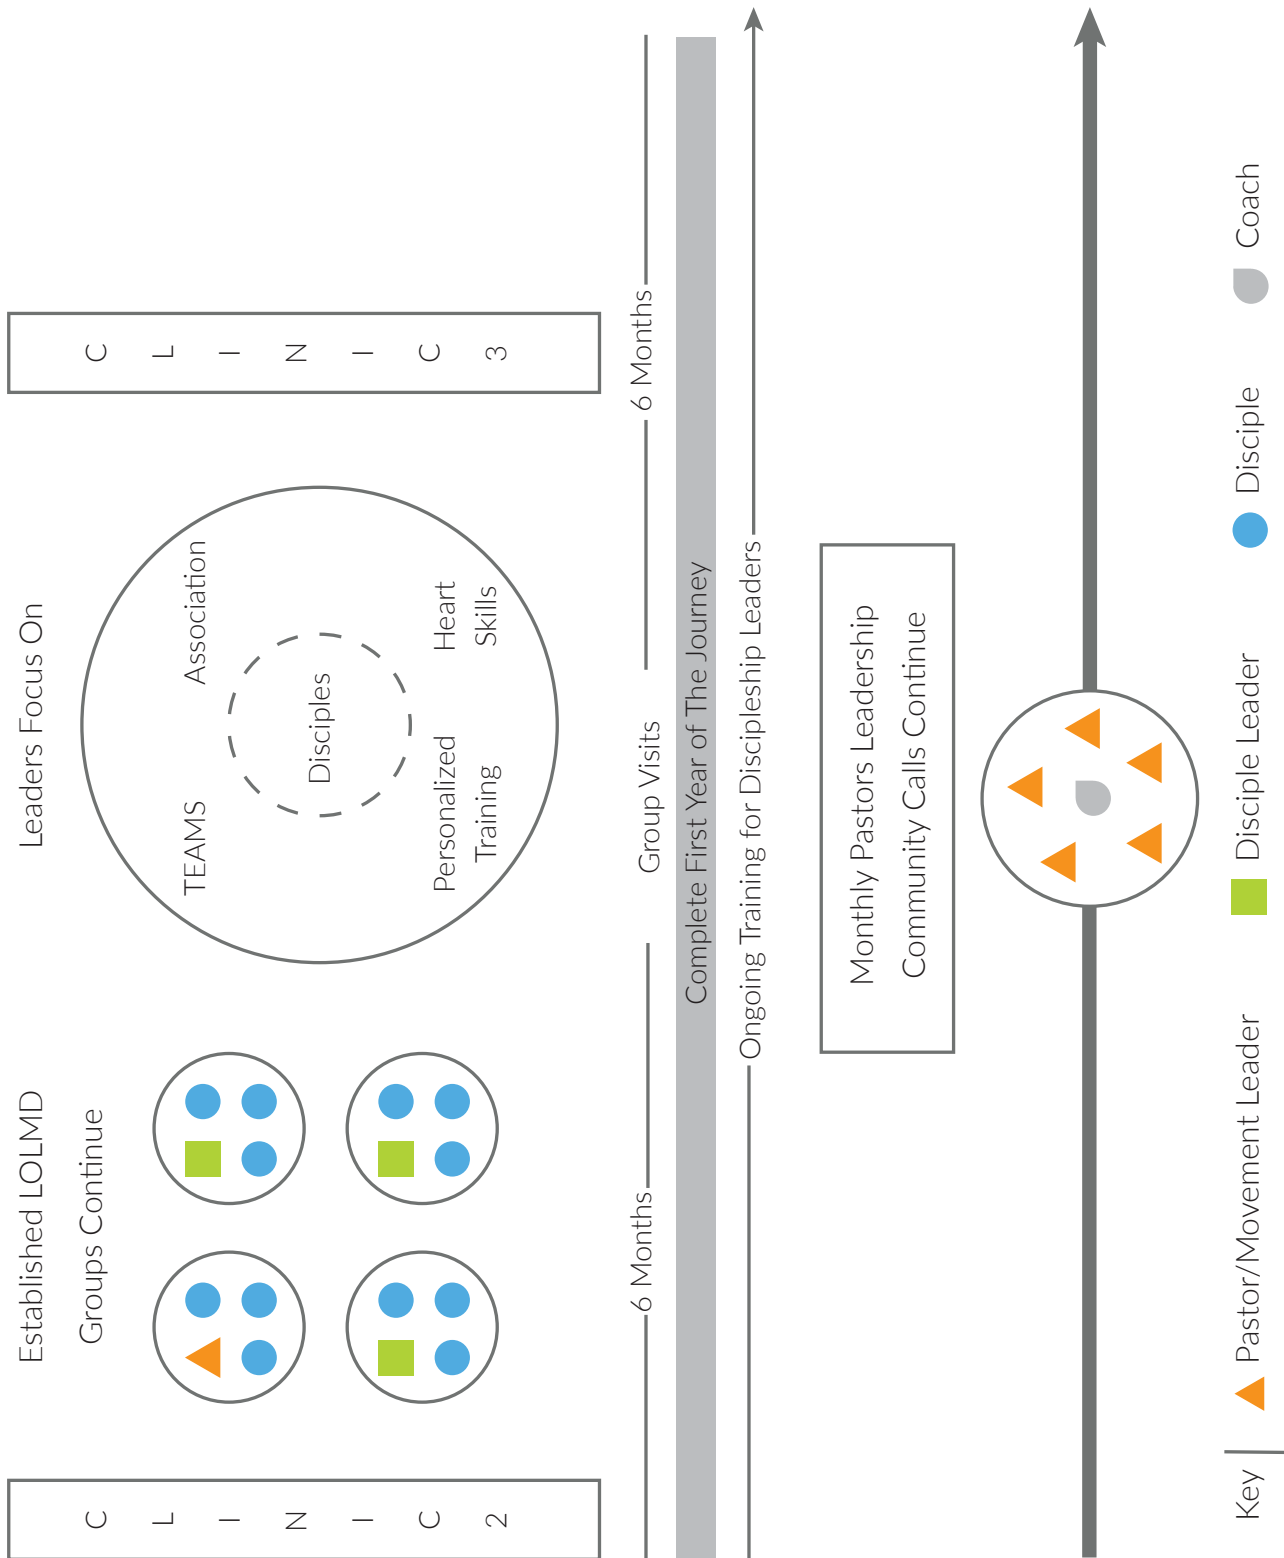 CLINIC 2
Established LOLMD
Groups Continue
Leaders Focus On
TEAMS
Association
Disciples
Personalized
Training
Heart
Skills
CLINIC 3
6 Months
Group Visits
6 Months
Complete First Year of The Journey
Ongoing Training for Discipleship Leaders
Monthly Pastors Leadership
Community Calls Continue
Key
Pastor/Movement Leader
Disciple Leader
Disciple
Coach